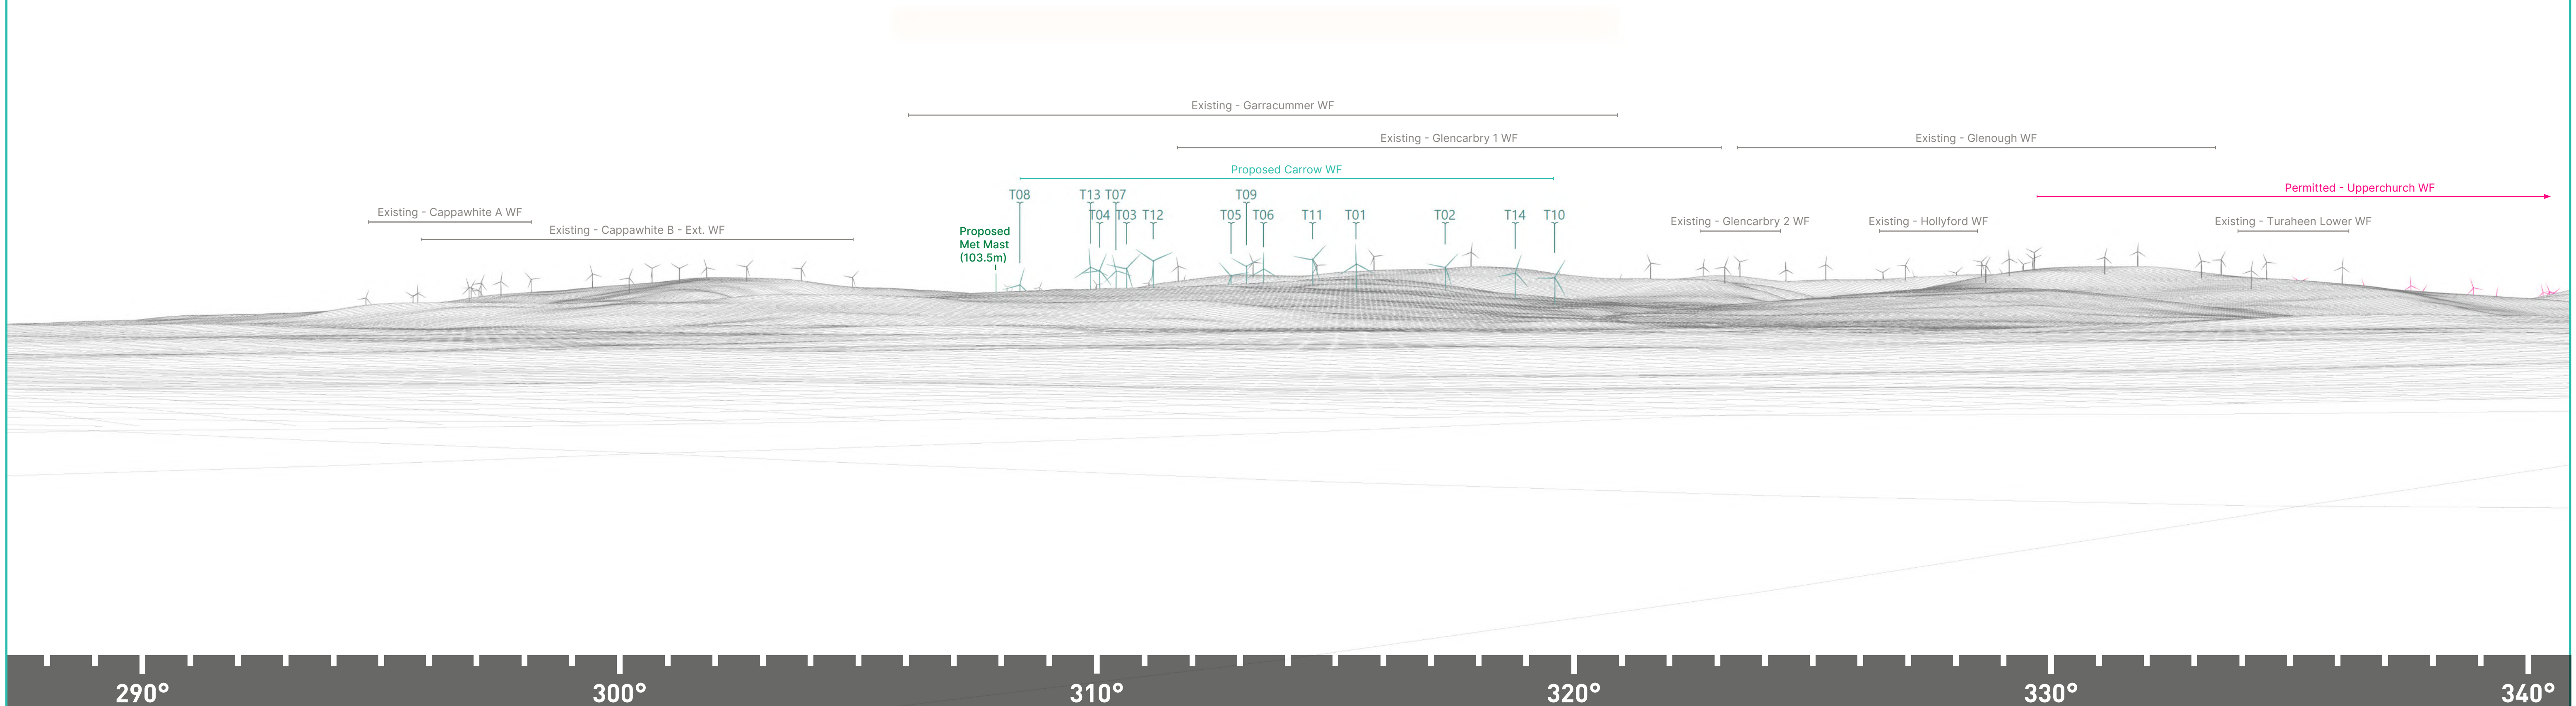 Existing - Garracummer WF
Existing - Glencarbry 1 WF
Existing - Glenough WF
Proposed Carrow WF
Permitted - Upperchurch WF
T08
T13
T07
T09
Existing - Cappawhite A WF
T04
T03
T12
T05
T06
T11
T01
T02
T14
T10
Existing - Glencarbry 2 WF
Existing - Hollyford WF
Existing - Turaheen Lower WF
Existing - Cappawhite B - Ext. WF
Proposed
Met Mast
(103.5m)
290°
300°
310°
320°
330°
340°